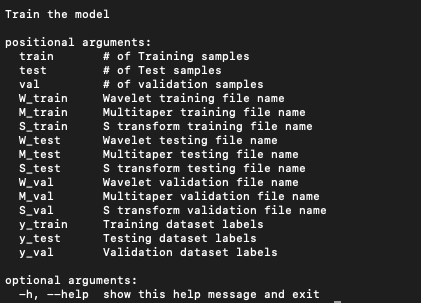 Train the model
positional arguments:
train # of Training samples
test # of Test samples
val # of validation samples
W_train Wavelet training file name
M_train Multitaper training file name
S_train S transform training file name
W_test Wavelet testing file name
M_test Multitaper testing file name
S_test S transform testing file name
W_val Wavelet validation file name
M_val Multitaper validation file name
S_val S transform validation file name
y_train Training dataset labels
y_test Testing dataset labels
y_val Validation dataset labels
optional arguments:
-h, --help show this help message and exit